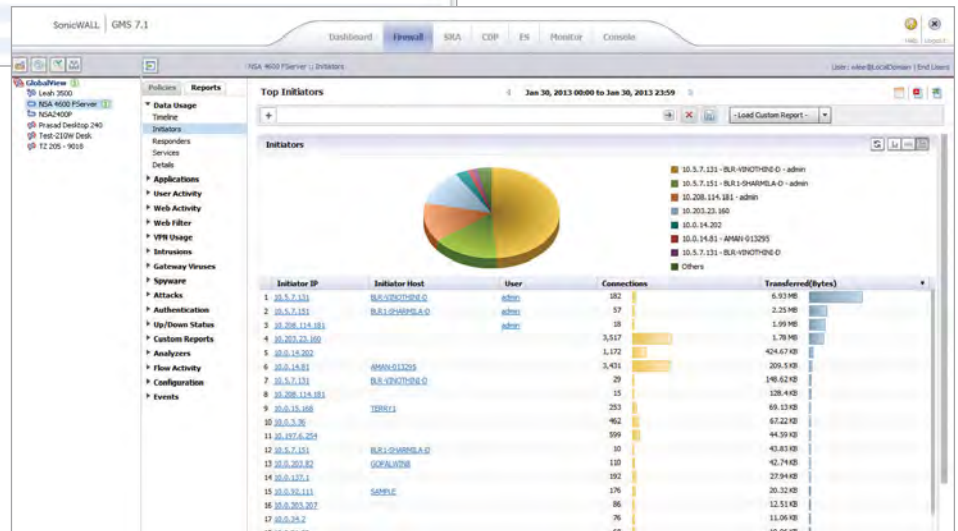 SonicWALL GMS 7.1
Dashboard Firewall SRA CDP ES Monitor Console
Help Logout
NSA 4600 FServer :: Initiators
GlobalView
Leah 3500
NSA 4600 FServer
NSA2400P
Prasad Desktop 240
Test-210W Desk
TZ 205 - 9018
Policies Reports
Data Usage
Timeline
Initiators
Responders
Services
Details
Applications
User Activity
Web Activity
Web Filter
VPN Usage
Intrusions
Gateway Viruses
Spyware
Attacks
Authentication
Up/Down Status
Custom Reports
Analyzers
Flow Activity
Configuration
Events
Top Initiators
Jan 30, 2013 00:00 to Jan 30, 2013 23:59
- Load Custom Report -
Initiators
10.5.7.131 - BLR-VINOTHINI-D - admin
10.5.7.151 - BLR1-SHARMILA-D - admin
10.208.114.181 - admin
10.203.23.160
10.0.14.202
10.0.14.81 - AMAN-013295
10.5.7.131 - BLR-VINOTHINI-D
Others
Initiator IP Initiator Host User Connections Transferred(Bytes)
1 10.5.7.131 BLR-VINOTHINI-D admin 182 6.93 MB
2 10.5.7.151 BLR1-SHARMILA-D admin 57 2.25 MB
3 10.208.114.181 admin 18 1.99 MB
4 10.203.23.160 3,517 1.78 MB
5 10.0.14.202 1,172 424.67 KB
6 10.0.14.81 AMAN-013295 3,431 209.5 KB
7 10.5.7.131 BLR-VINOTHINI-D 29 148.62 KB
8 10.208.114.181 15 128.4 KB
9 10.0.15.168 TERRY1 253 69.13 KB
10 10.0.3.36 462 67.22 KB
11 10.197.6.254 599 44.59 KB
12 10.5.7.151 BLR1-SHARMILA-D 10 43.83 KB
13 10.0.203.82 GOPALWIN8 110 42.74 KB
14 10.0.137.1 192 27.94 KB
15 10.0.92.111 SAMPLE 176 20.32 KB
16 10.0.203.207 86 12.51 KB
17 10.0.34.2 76 11.06 KB